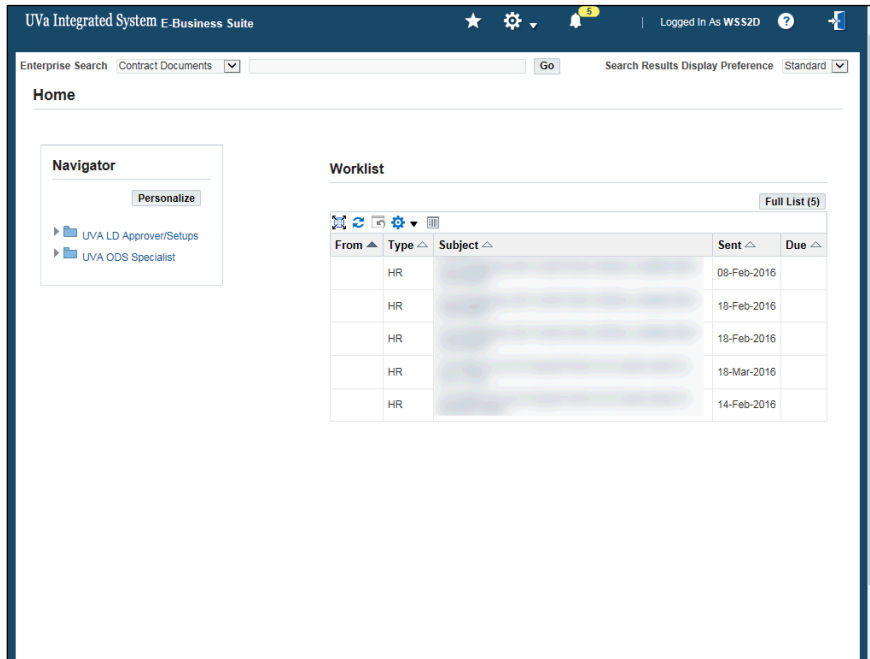 UVa Integrated System E-Business Suite 5 Logged In As WSS2D ?
Enterprise Search Contract Documents Go Search Results Display Preference Standard
Home
Navigator
Personalize
UVA LD Approver/Setups
UVA ODS Specialist
Worklist
Full List (5)
From Type Subject Sent Due
HR 08-Feb-2016
HR 18-Feb-2016
HR 18-Feb-2016
HR 18-Mar-2016
HR 14-Feb-2016